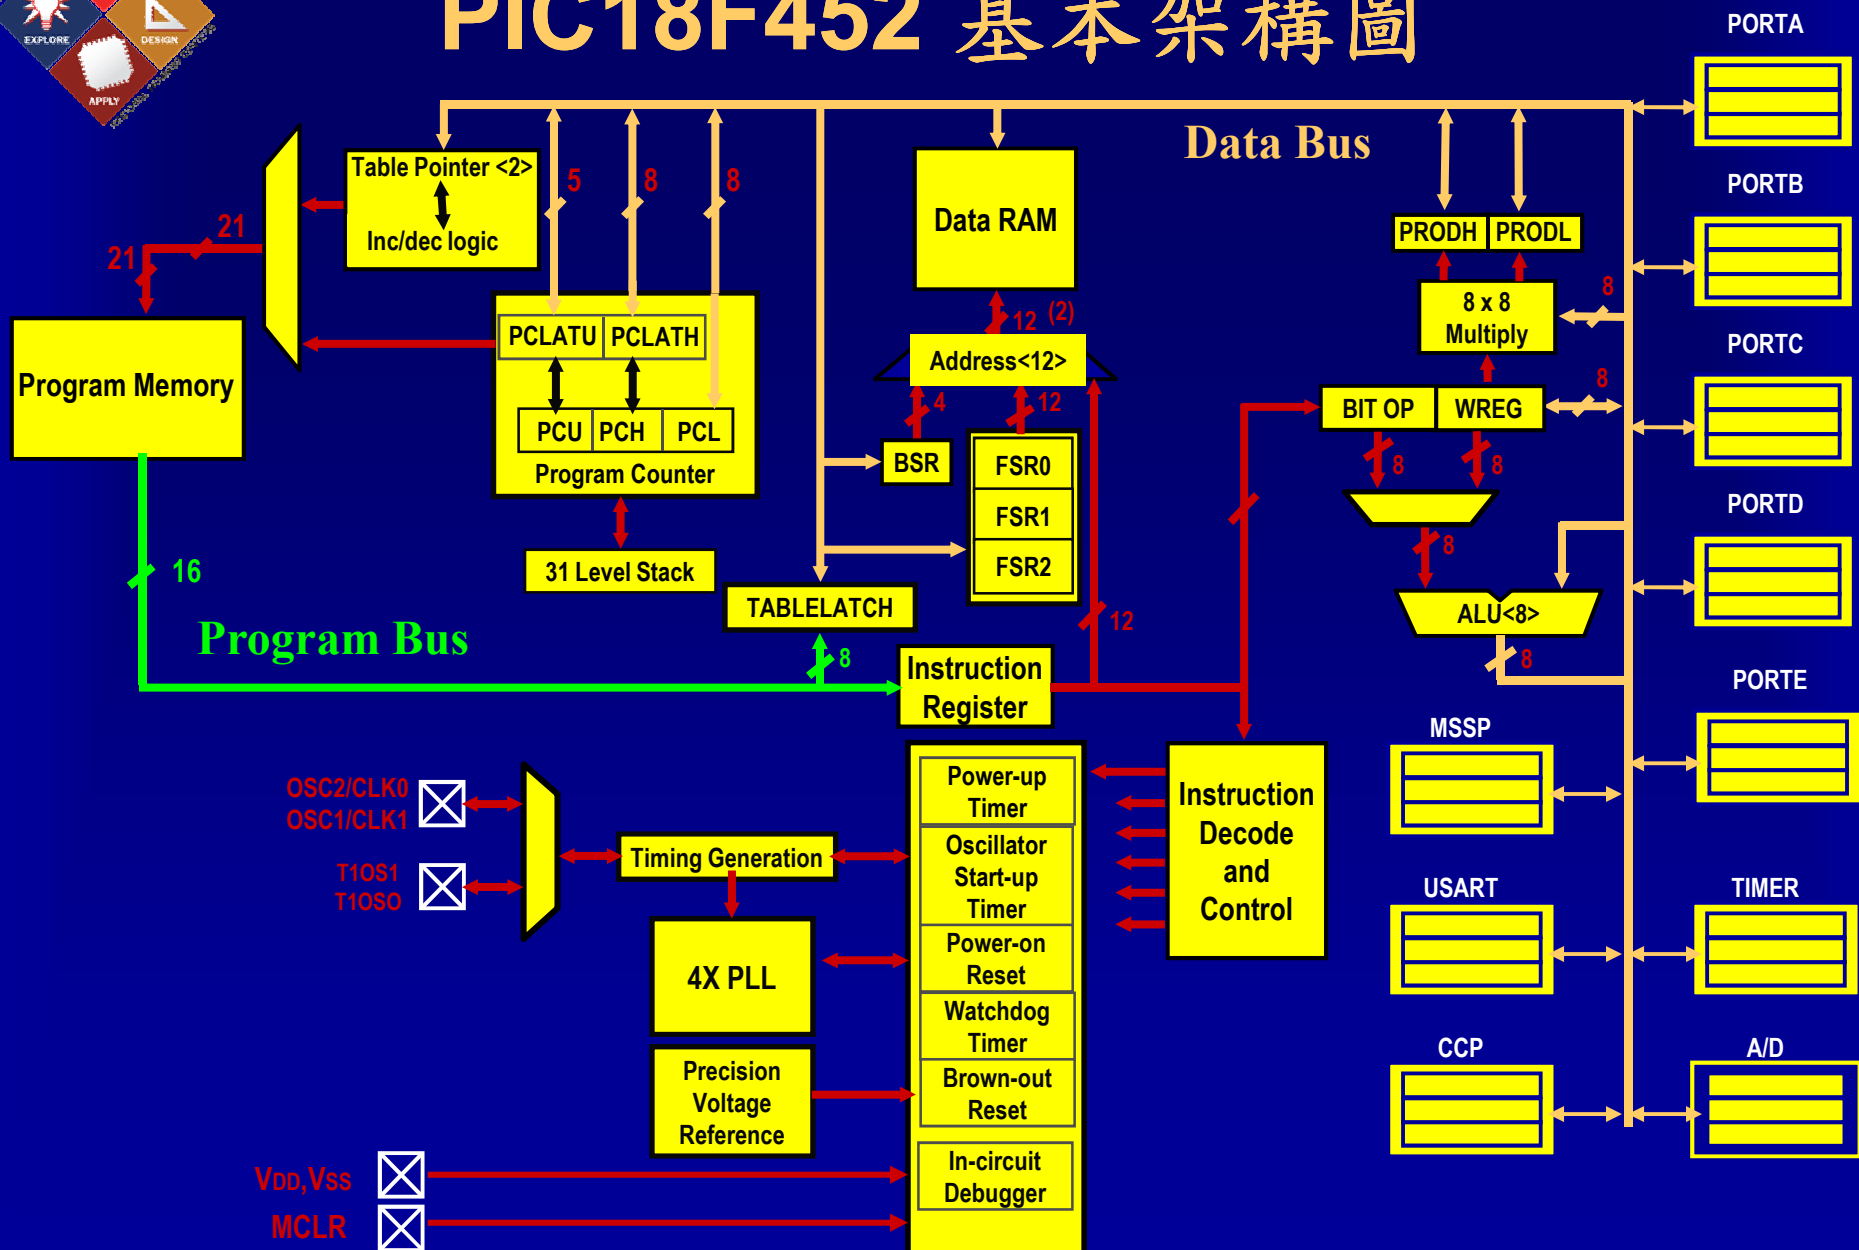 EXPLORE
DESIGN
APPLY
PIC18F452 基本架構圖
Data Bus
Table Pointer <2>
Inc/dec logic
21
21
5
8
8
Program Memory
PCLATU PCLATH
PCU PCH PCL
Program Counter
31 Level Stack
Data RAM
12 (2)
Address<12>
4
12
BSR
FSR0
FSR1
FSR2
TABLELATCH
12
16
Program Bus
8
Instruction
Register
PRODH PRODL
8 x 8
Multiply
8
BIT OP WREG
8
8
8
8
ALU<8>
8
PORTA
PORTB
PORTC
PORTD
PORTE
MSSP
USART
TIMER
CCP
A/D
OSC2/CLK0
OSC1/CLK1
T1OS1
T1OSO
Timing Generation
4X PLL
Precision
Voltage
Reference
VDD,VSS
MCLR
Power-up
Timer
Oscillator
Start-up
Timer
Power-on
Reset
Watchdog
Timer
Brown-out
Reset
In-circuit
Debugger
Instruction
Decode
and
Control